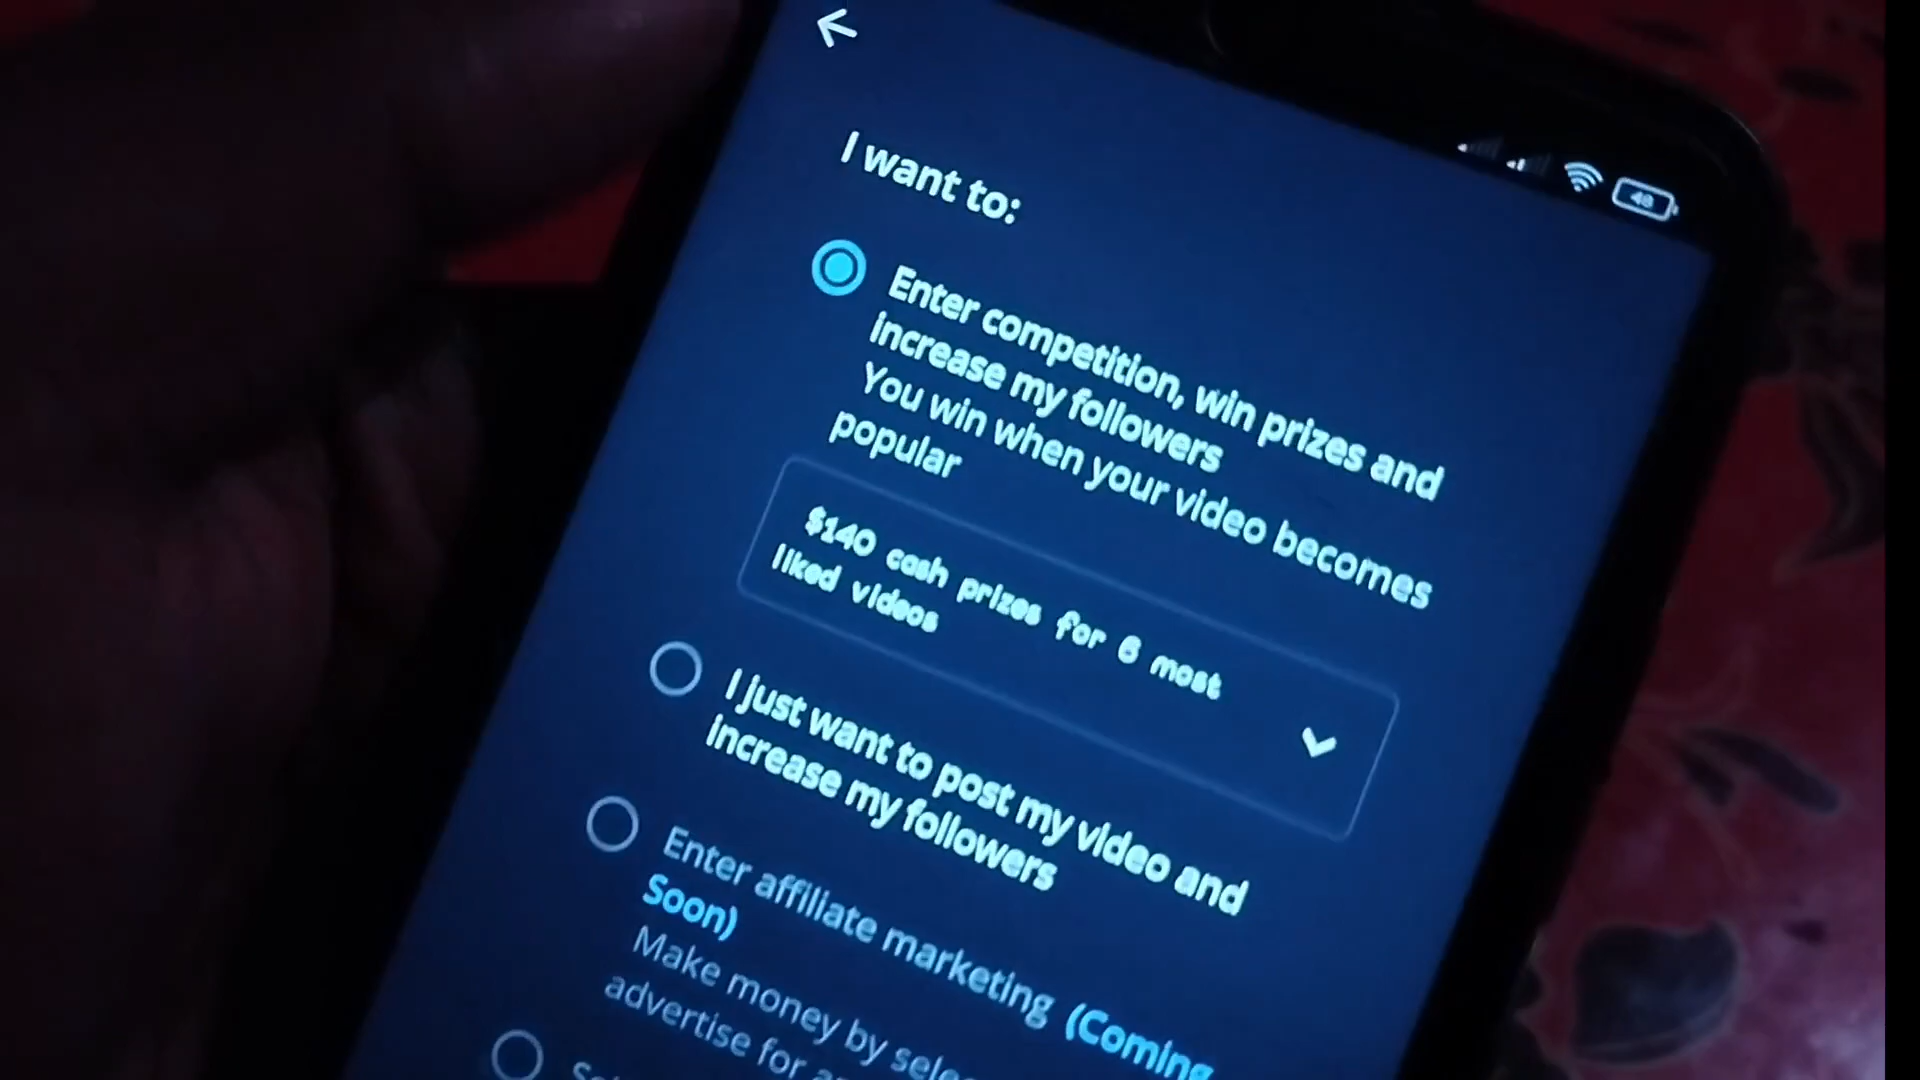 48
I want to:
Enter competition, win prizes and
increase my followers
You win when your video becomes
popular
$140 cash prizes for 6 most
liked videos
I just want to post my video and
increase my followers
Enter affiliate marketing (Coming
Soon)
Make money by
advertise for